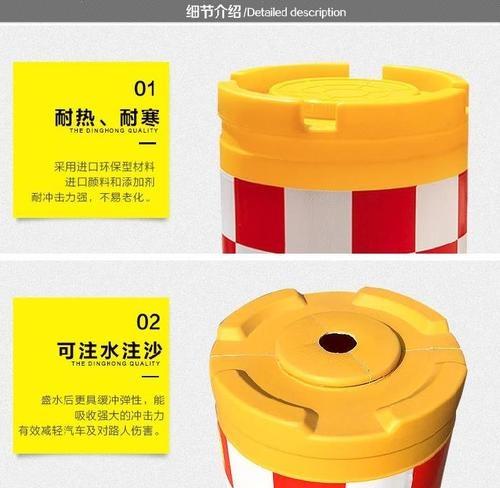 细节介绍/Detailed description
01
耐热、耐寒
THE DINGHONG QUALITY
采用进口环保型材料
进口颜料和添加剂
耐冲击力强，不易老化。
02
可注水注沙
THE DINGHONG QUALITY
盛水后更具缓冲弹性，能
吸收强大的冲击力
有效减轻汽车及对路人伤害。